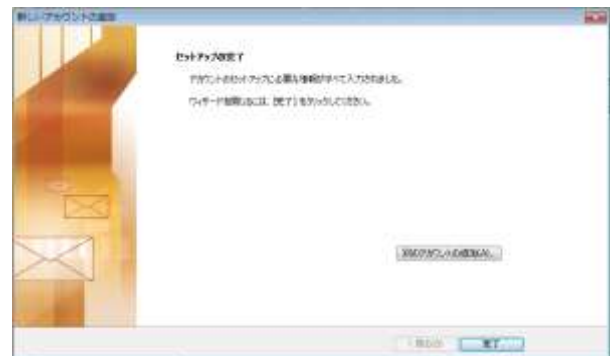 新しいアカウントの追加
セットアップの完了
アカウントのセットアップに必要な情報がすべて入力されました。
ウィザードを閉じるには、[完了] をクリックしてください。
別のアカウントの追加(A)...
< 戻る(B)
完了